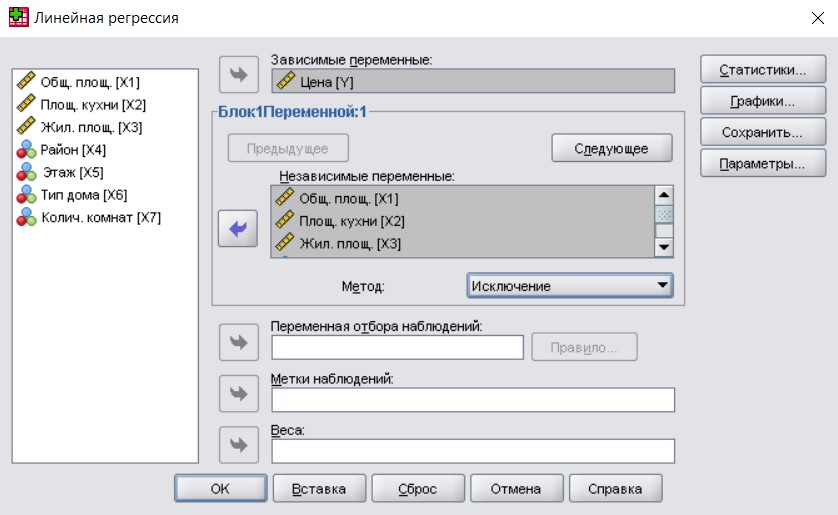 Линейная регрессия
Общ. площ. [X1]
Площ. кухни [X2]
Жил. площ. [X3]
Район [X4]
Этаж [X5]
Тип дома [X6]
Колич. комнат [X7]
Зависимые переменные:
Цена [Y]
Блок1Переменной:1
Предыдущее
Следующее
Независимые переменные:
Общ. площ. [X1]
Площ. кухни [X2]
Жил. площ. [X3]
Метод:
Исключение
Переменная отбора наблюдений:
Правило...
Метки наблюдений:
Веса:
Статистики...
Графики...
Сохранить...
Параметры...
OK
Вставка
Сброс
Отмена
Справка